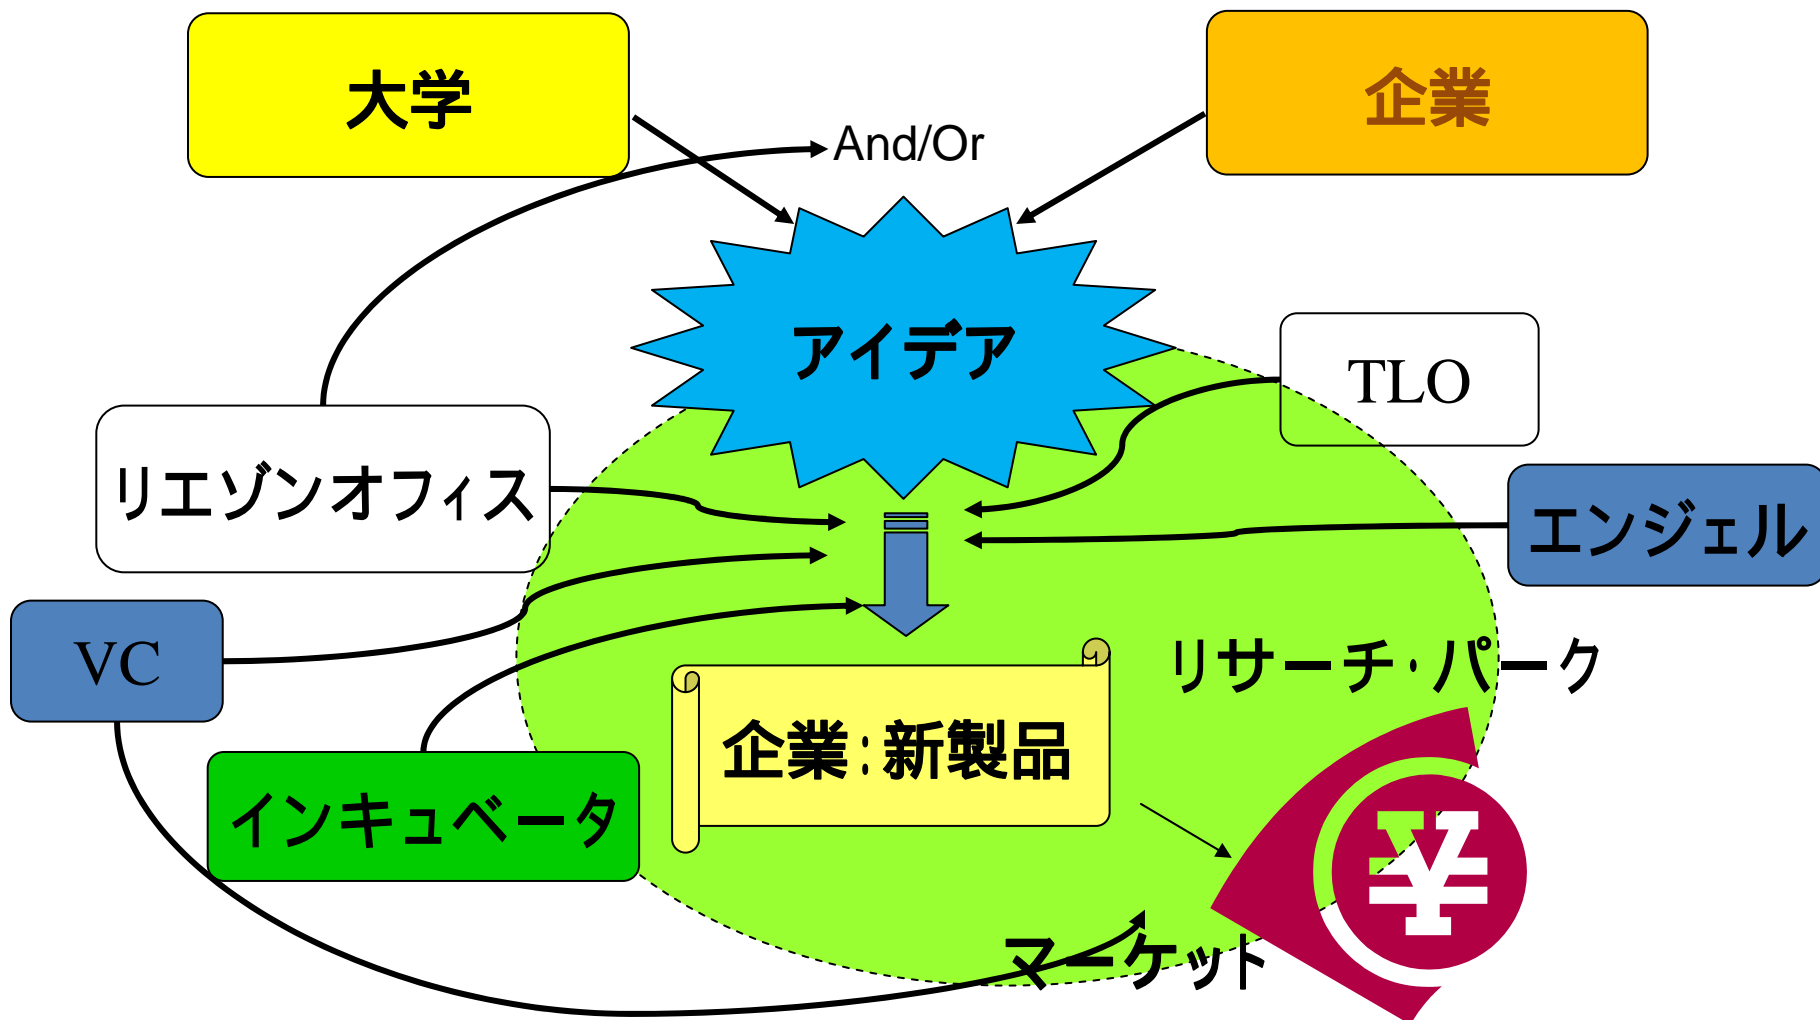 大学
企業
And/Or
アイデア
TLO
リエゾンオフィス
エンジェル
VC
リサーチ・パーク
企業:新製品
インキュベータ
¥
マーケット